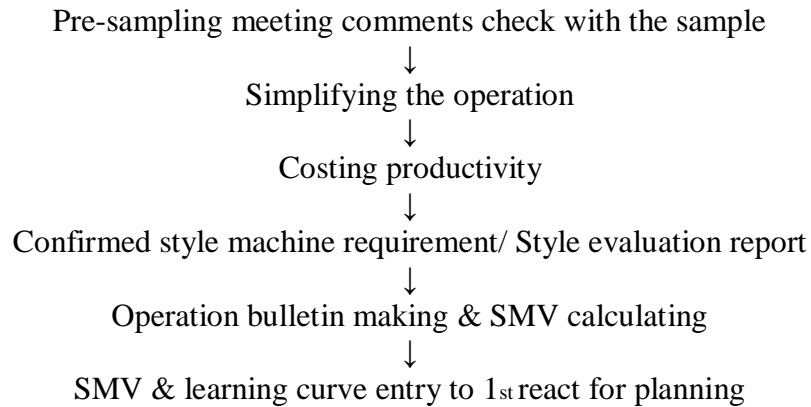 Pre-sampling meeting comments check with the sample
↓
Simplifying the operation
↓
Costing productivity
↓
Confirmed style machine requirement/ Style evaluation report
↓
Operation bulletin making & SMV calculating
↓
SMV & learning curve entry to 1st react for planning